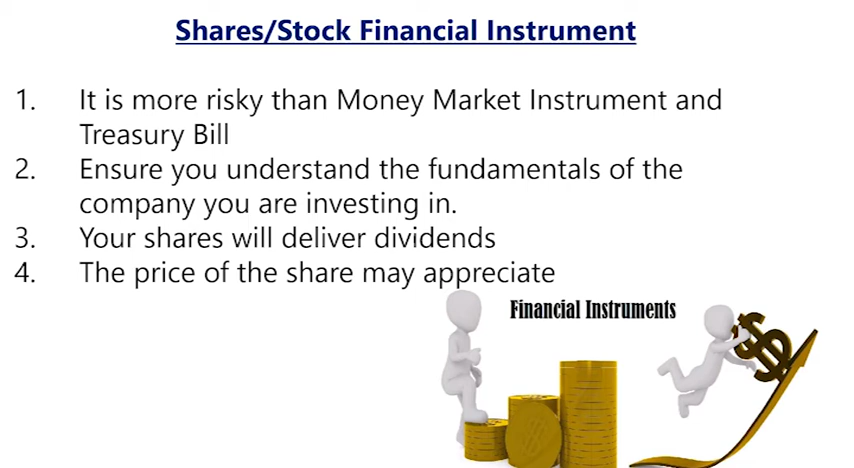 Shares/Stock Financial Instrument
1. It is more risky than Money Market Instrument and
Treasury Bill
2. Ensure you understand the fundamentals of the
company you are investing in.
3. Your shares will deliver dividends
4. The price of the share may appreciate
Financial Instruments